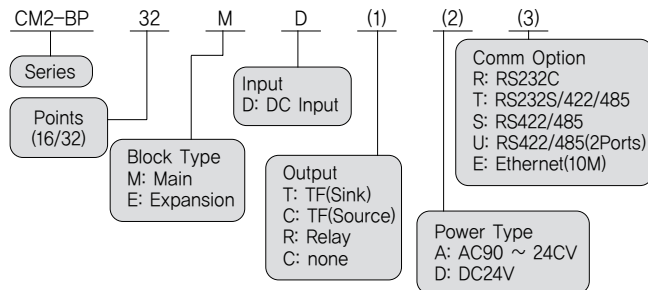 CM2-BP 32 M D (1) (2) (3)
Series
Points
(16/32)
Block Type
M: Main
E: Expansion
Input
D: DC Input
Output
T: TF(Sink)
C: TF(Source)
R: Relay
C: none
Power Type
A: AC90 ~ 24CV
D: DC24V
Comm Option
R: RS232C
T: RS232S/422/485
S: RS422/485
U: RS422/485(2Ports)
E: Ethernet(10M)